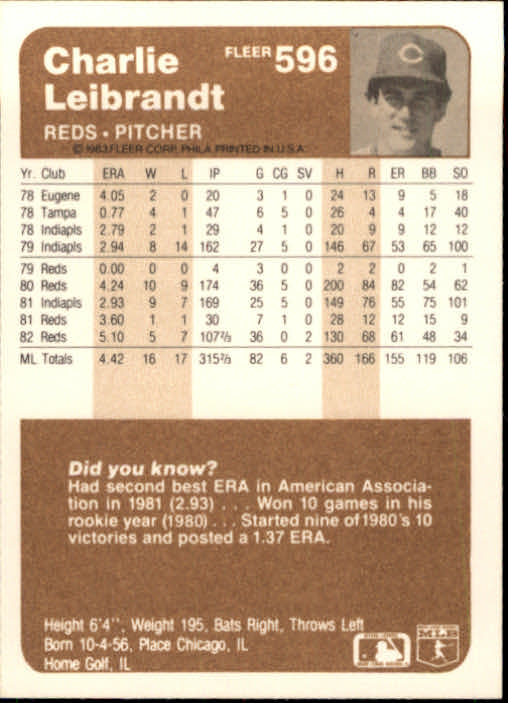 Charlie
Leibrandt
FLEER 596
REDS • PITCHER
© 1983 FLEER CORP. PHILA. PRINTED IN U.S.A.
Yr. Club ERA W L IP G CG SV H R ER BB SO
78 Eugene 4.05 2 0 20 3 1 0 24 13 9 5 18
78 Tampa 0.77 4 1 47 6 5 0 26 4 4 17 40
78 Indiapls 2.79 2 1 29 4 1 0 20 9 9 12 12
79 Indiapls 2.94 8 14 162 27 5 0 146 67 53 65 100
79 Reds 0.00 0 0 4 3 0 0 2 2 0 2 1
80 Reds 4.24 10 9 174 36 5 0 200 84 82 54 62
81 Indiapls 2.93 9 7 169 25 5 0 149 76 55 75 101
81 Reds 3.60 1 1 30 7 1 0 28 12 12 15 9
82 Reds 5.10 5 7 107⅔ 36 0 2 130 68 61 48 34
ML Totals 4.42 16 17 315⅔ 82 6 2 360 166 155 119 106
Did you know?
Had second best ERA in American Associa-
tion in 1981 (2.93) . . . Won 10 games in his
rookie year (1980) . . . Started nine of 1980's 10
victories and posted a 1.37 ERA.
Height 6'4", Weight 195, Bats Right, Throws Left
Born 10-4-56, Place Chicago, IL
Home Golf, IL